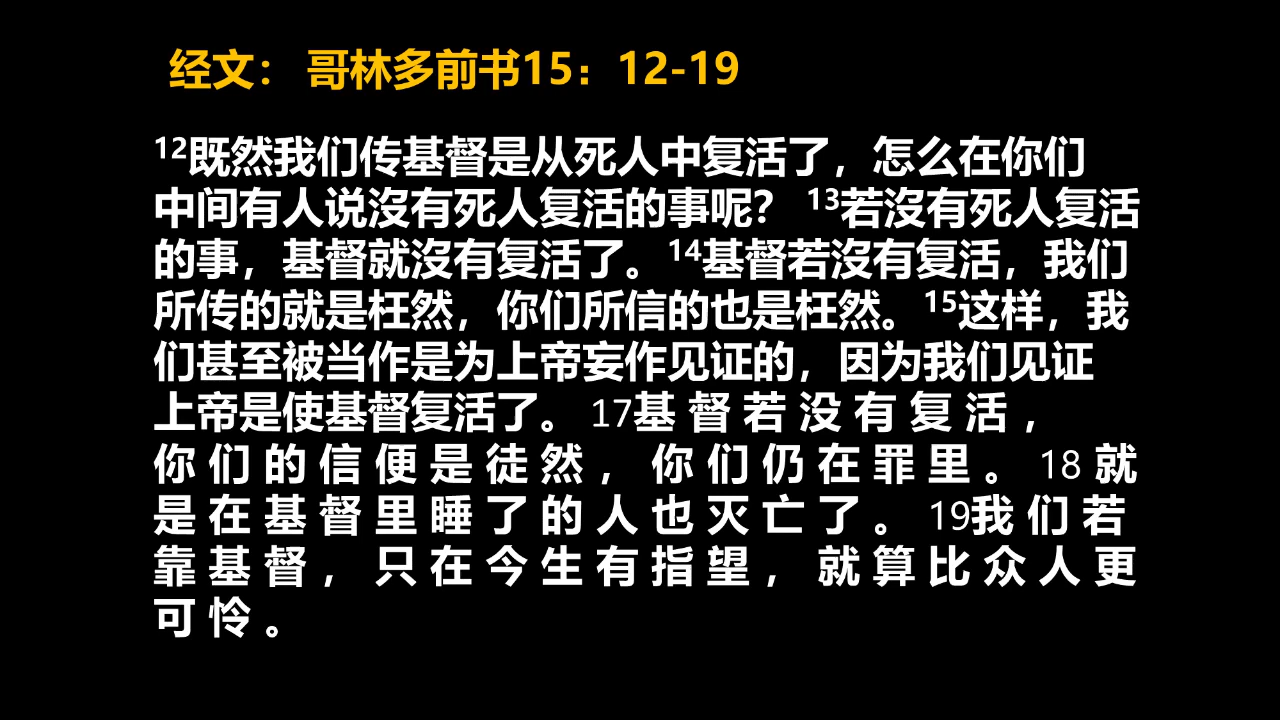 经文： 哥林多前书15：12-19
12既然我们传基督是从死人中复活了，怎么在你们
中间有人说沒有死人复活的事呢？ 13若沒有死人复活
的事，基督就沒有复活了。14基督若沒有复活，我们
所传的就是枉然，你们所信的也是枉然。15这样，我
们甚至被当作是为上帝妄作见证的，因为我们见证
上帝是使基督复活了。 17基 督 若 没 有 复 活 ，
你 们 的 信 便 是 徒 然 ， 你 们 仍 在 罪 里 。 18 就
是 在 基 督 里 睡 了 的 人 也 灭 亡 了 。 19我 们 若
靠 基 督 ， 只 在 今 生 有 指 望 ， 就 算 比 众 人 更
可 怜 。